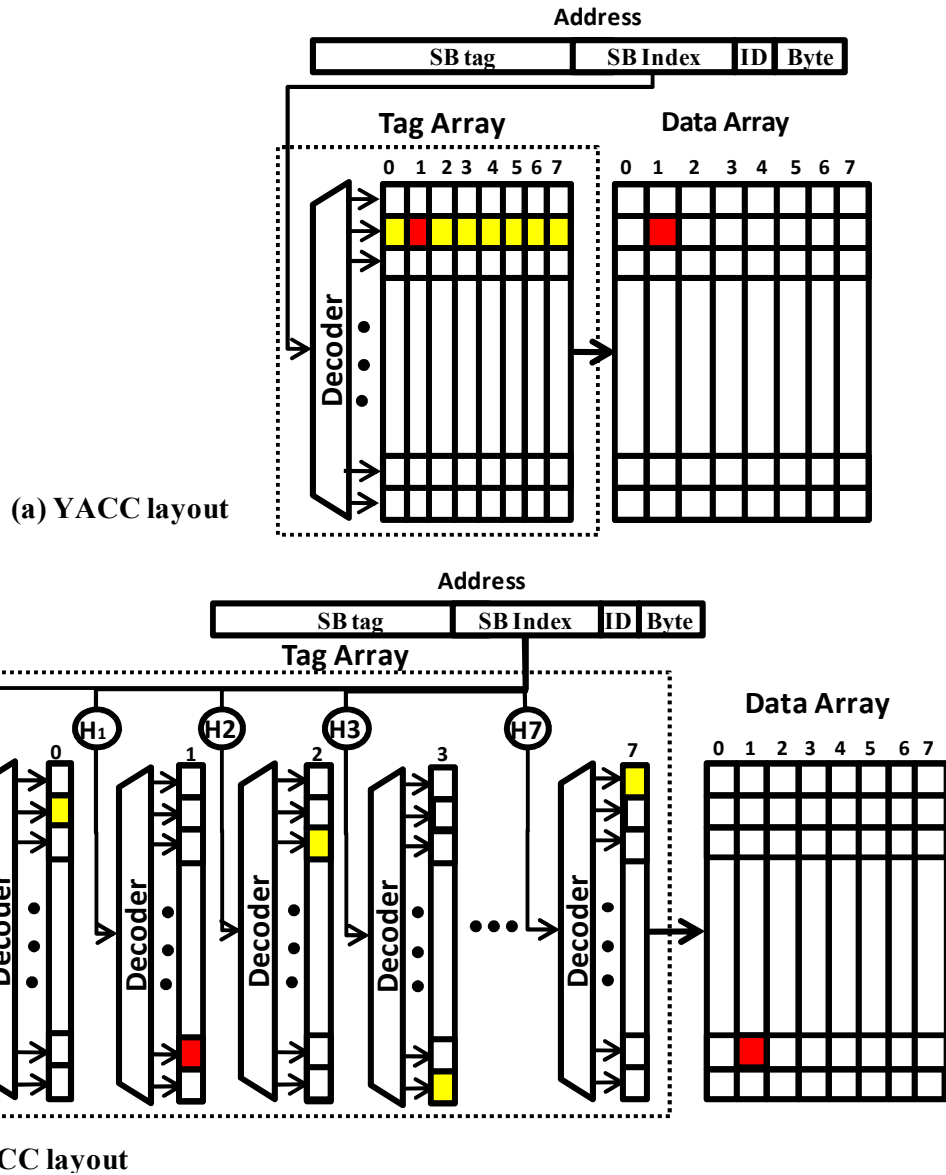 Address
SB tag SB Index ID Byte
Tag Array Data Array
0 1 2 3 4 5 6 7 0 1 2 3 4 5 6 7
Decoder
(a) YACC layout
Address
SB tag SB Index ID Byte
Tag Array
Data Array
H1 H2 H3 H7
0 1 2 3 7 0 1 2 3 4 5 6 7
Decoder Decoder Decoder Decoder Decoder
CC layout